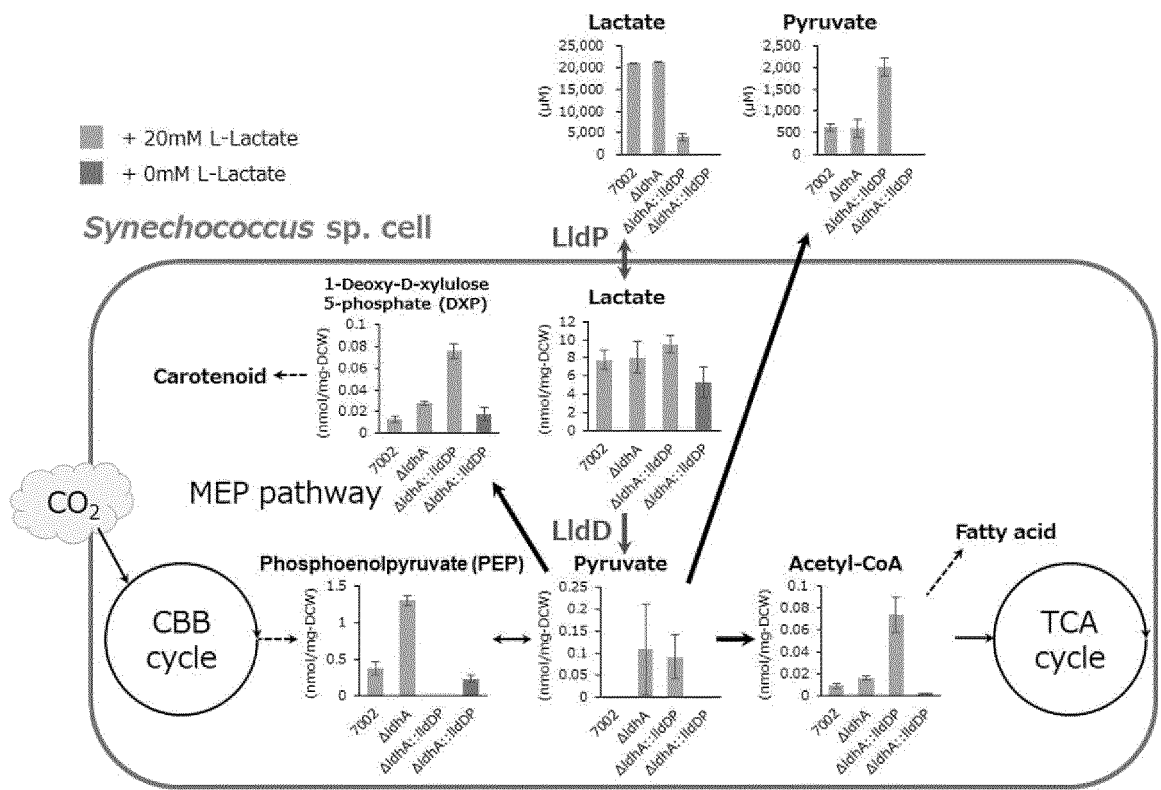 Lactate
25,000
20,000
15,000
10,000
5,000
0
(µM)
7002
ΔldhA
ΔldhA::lldDP
ΔldhA::lldDP
Pyruvate
2,500
2,000
1,500
1,000
500
0
(µM)
7002
ΔldhA
ΔldhA::lldDP
ΔldhA::lldDP
+ 20mM L-Lactate
+ 0mM L-Lactate
Synechococcus sp. cell
LldP
1-Deoxy-D-xylulose
5-phosphate (DXP)
0.1
0.08
0.06
0.04
0.02
0
(nmol/mg-DCW)
7002
ΔldhA
ΔldhA::lldDP
ΔldhA::lldDP
Carotenoid
Lactate
12
10
8
6
4
2
0
(nmol/mg-DCW)
7002
ΔldhA
ΔldhA::lldDP
ΔldhA::lldDP
CO2
MEP pathway
LldD
CBB
cycle
Phosphoenolpyruvate (PEP)
1.5
1
0.5
0
(nmol/mg-DCW)
7002
ΔldhA
ΔldhA::lldDP
ΔldhA::lldDP
Pyruvate
0.25
0.2
0.15
0.1
0.05
0
(nmol/mg-DCW)
7002
ΔldhA
ΔldhA::lldDP
ΔldhA::lldDP
Fatty acid
Acetyl-CoA
0.1
0.08
0.06
0.04
0.02
0
(nmol/mg-DCW)
7002
ΔldhA
ΔldhA::lldDP
ΔldhA::lldDP
TCA
cycle